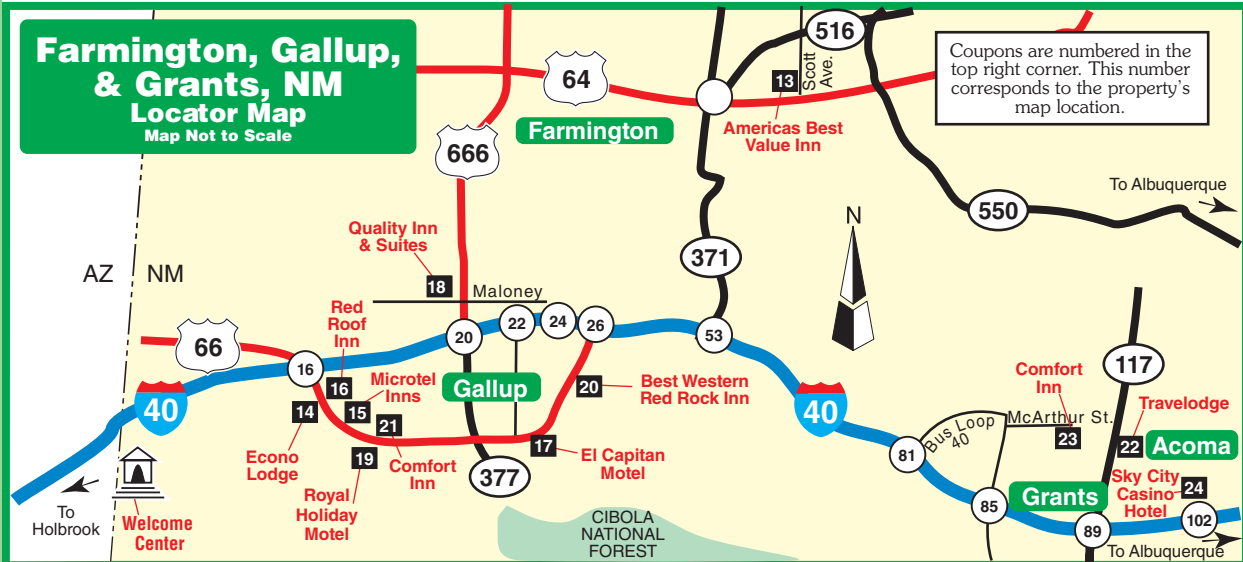 Farmington, Gallup,
& Grants, NM
Locator Map
Map Not to Scale
64
516
Scott
Ave.
13
Coupons are numbered in the
top right corner. This number
corresponds to the property's
map location.
Farmington
Americas Best
Value Inn
666
To Albuquerque
550
Quality Inn
& Suites
N
371
AZ
NM
18
Maloney
Red
Roof
Inn
22
24
26
20
53
66
16
117
16
Microtel
Inns
Gallup
20
Best Western
Red Rock Inn
Comfort
Inn
40
14
15
40
Travelodge
21
Bus Loop
40
McArthur St.
23
22
Acoma
17
El Capitan
Motel
81
Econo
Lodge
19
Comfort
Inn
377
Royal
Holiday
Motel
Sky City
Casino
Hotel
24
Grants
85
To
Holbrook
Welcome
Center
CIBOLA
NATIONAL
FOREST
89
102
To Albuquerque